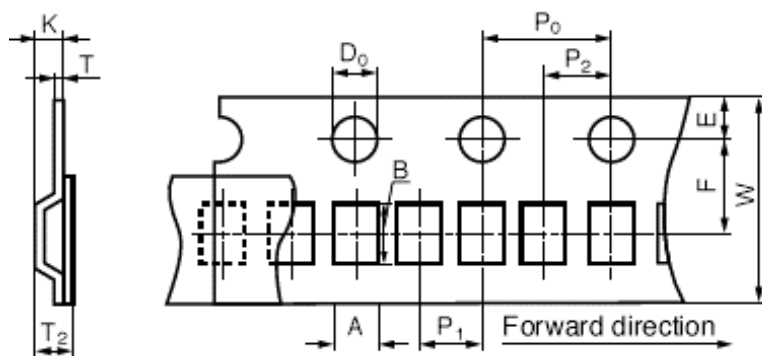 K
P₀
T
D₀
P₂
E
B
F
W
T₂
A
P₁
Forward direction